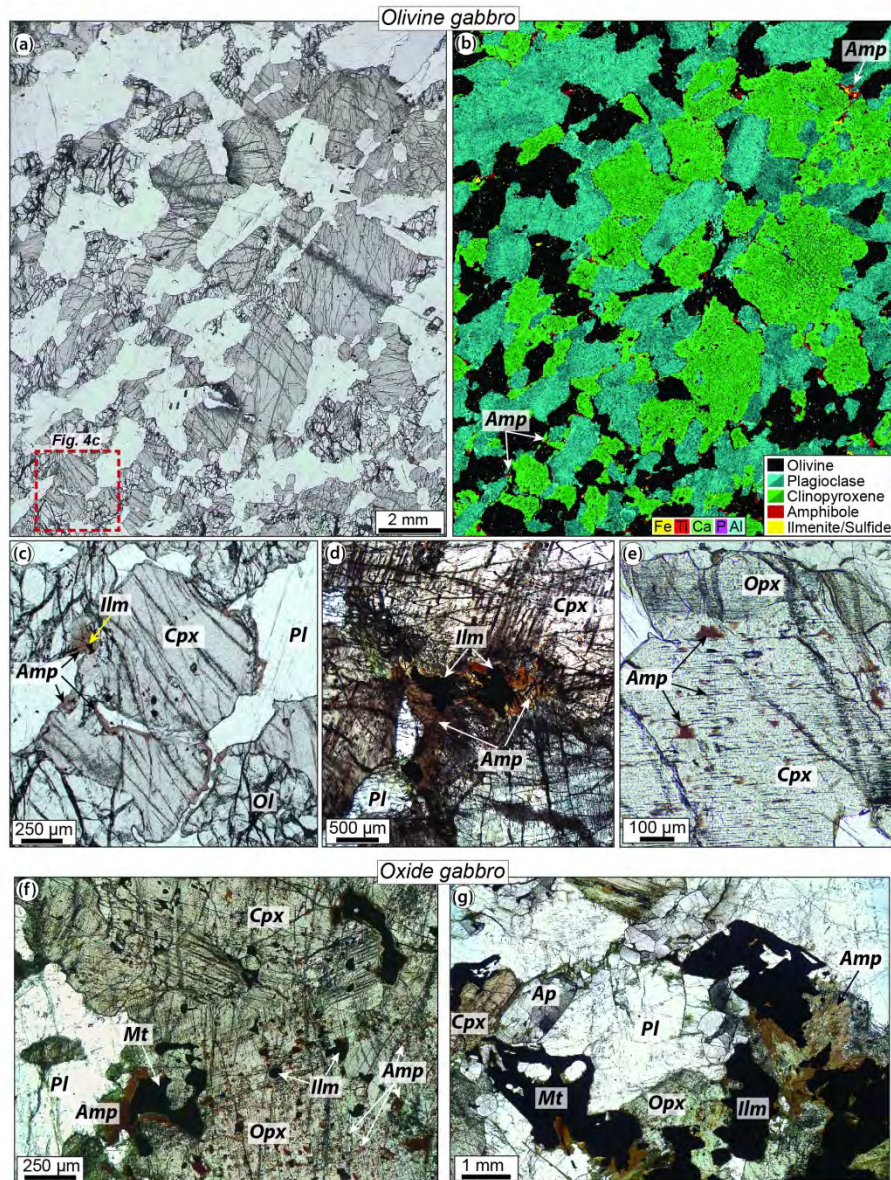 Olivine gabbro
(a)
Fig. 4c
2 mm
(b)
Amp
Amp
Olivine
Plagioclase
Clinopyroxene
Amphibole
Ilmenite/Sulfide
Fe Ti Ca P Al
(c)
Ilm
Cpx
Pl
Amp
Ol
250 µm
(d)
Cpx
Ilm
Amp
Pl
500 µm
(e)
Opx
Amp
Cpx
100 µm
Oxide gabbro
(f)
Cpx
Mt
Pl
Ilm
Amp
Amp
Opx
250 µm
(g)
Amp
Ap
Cpx
Pl
Mt
Opx
Ilm
1 mm